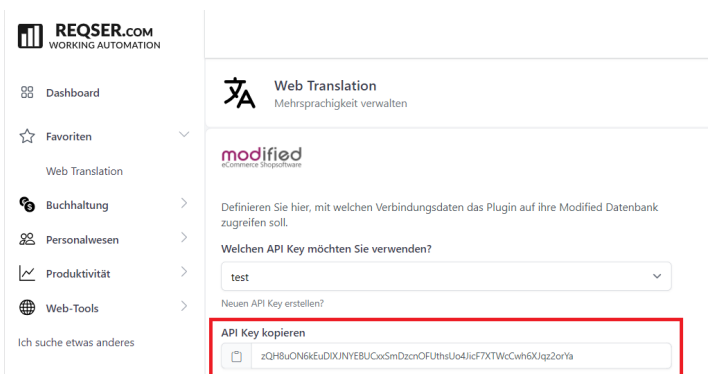 REQSER.COM
WORKING AUTOMATION
Dashboard
Favoriten
Web Translation
Buchhaltung
Personalwesen
Produktivität
Web-Tools
Ich suche etwas anderes
Web Translation
Mehrsprachigkeit verwalten
modified
eCommerce Shopsoftware
Definieren Sie hier, mit welchen Verbindungsdaten das Plugin auf ihre Modified Datenbank
zugreifen soll.
Welchen API Key möchten Sie verwenden?
test
Neuen API Key erstellen?
API Key kopieren
zQH8uON6kEuDlXJNYEBUCxxSmDzcnOFUthsUo4JicF7XTWcCwh6XJqz2orYa